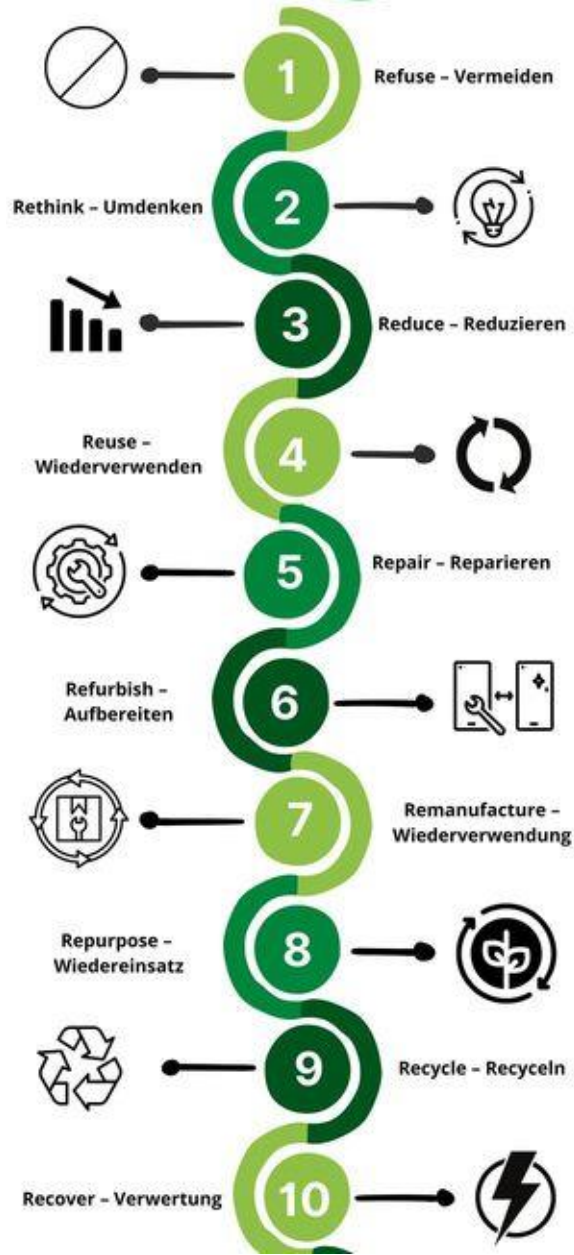 1
Refuse – Vermeiden
2
Rethink – Umdenken
3
Reduce – Reduzieren
4
Reuse –
Wiederverwenden
5
Repair – Reparieren
6
Refurbish –
Aufbereiten
7
Remanufacture –
Wiederverwendung
8
Repurpose –
Wiedereinsatz
9
Recycle – Recyceln
10
Recover – Verwertung